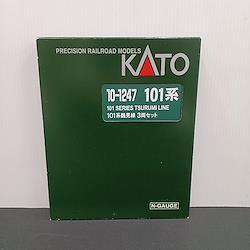 PRECISION RAILROAD MODELS
KATO
10-1247 101系
101 SERIES TSURUMI LINE
101系鶴見線 3両セット
N-GAUGE